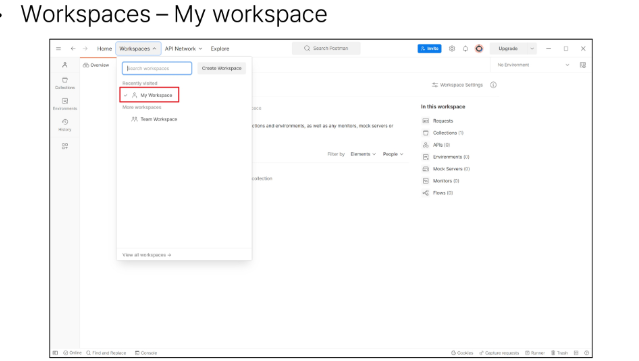 • Workspaces – My workspace
Home Workspaces API Network Explore
Search Postman
Invite
Upgrade
Overview
No Environment
Search workspaces
Create Workspace
Collections
Recently visited
My Workspace
Workspace Settings
Environments
More workspaces
In this workspace
Team Workspace
Requests
ctions and environments, as well as any monitors, mock servers or
Collections (1)
History
APIs (0)
Filter by Elements People
Environments (0)
Mock Servers (0)
collection
Monitors (0)
Flows (0)
View all workspaces →
Online Find and Replace Console
Cookies Capture requests Runner Trash